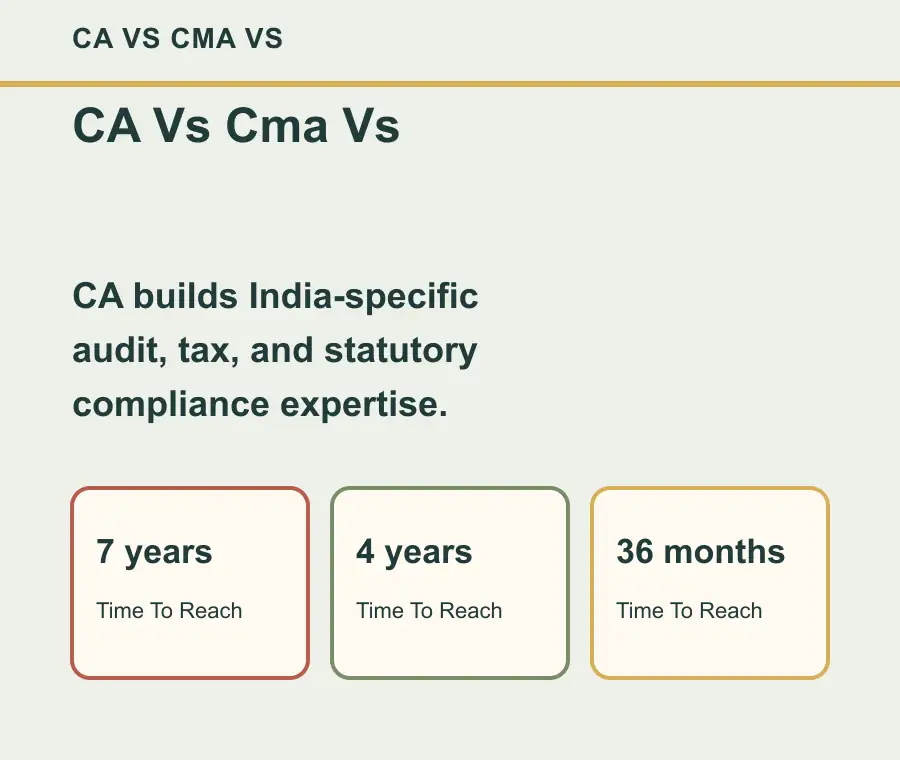 CA VS CMA VS
CA Vs Cma Vs
CA builds India-specific
audit, tax, and statutory
compliance expertise.
7 years
Time To Reach
4 years
Time To Reach
36 months
Time To Reach